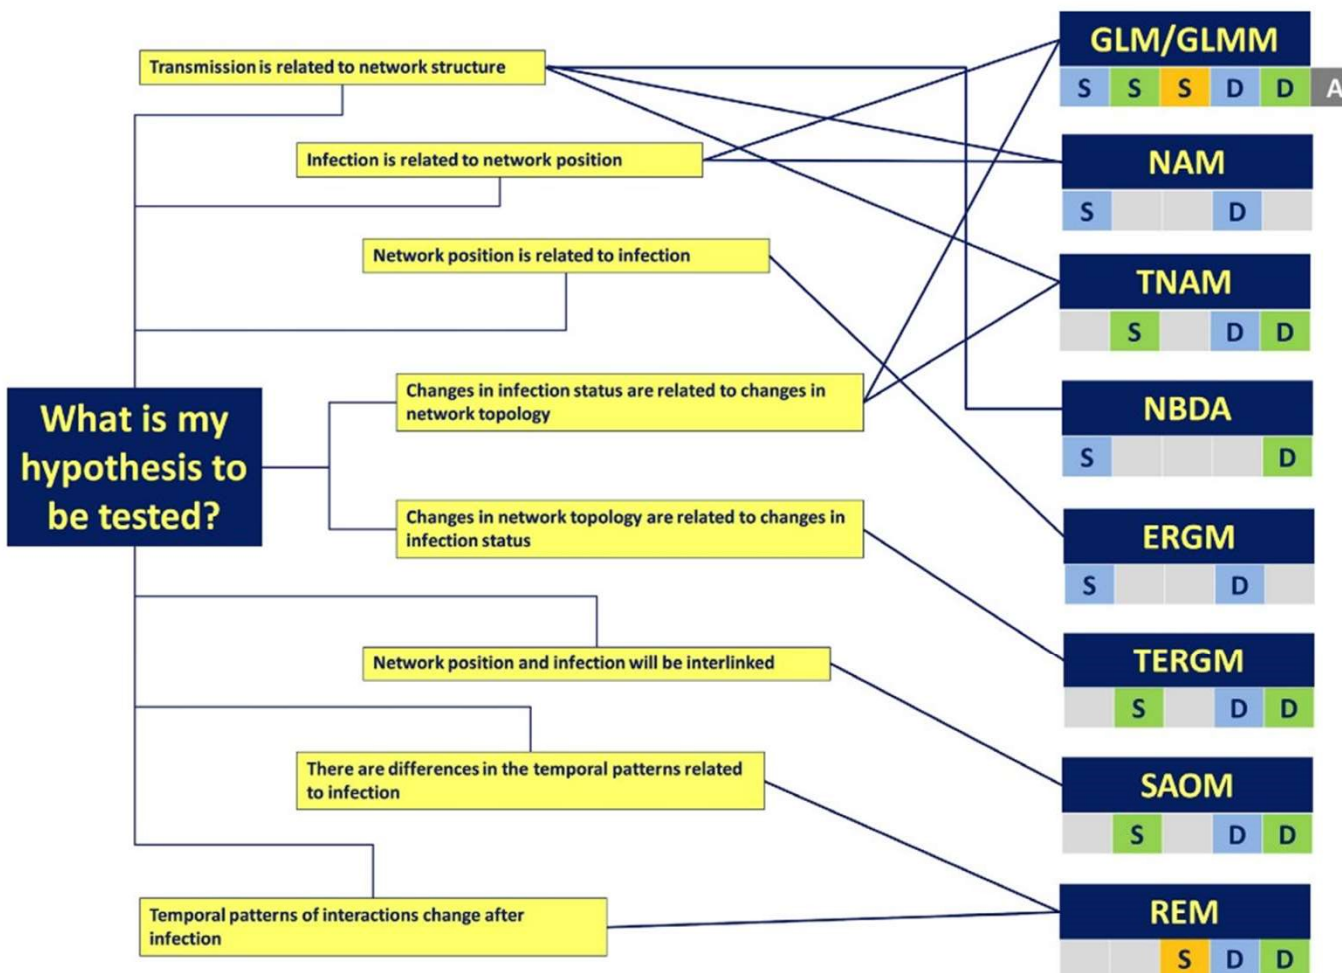 What is my
hypothesis to
be tested?
Transmission is related to network structure
Infection is related to network position
Network position is related to infection
Changes in infection status are related to changes in
network topology
Changes in network topology are related to changes in
infection status
Network position and infection will be interlinked
There are differences in the temporal patterns related
to infection
Temporal patterns of interactions change after
infection
GLM/GLMM
S S S D D A
NAM
S D
TNAM
S D D
NBDA
S D
ERGM
S D
TERGM
S D D
SAOM
S D D
REM
S D D